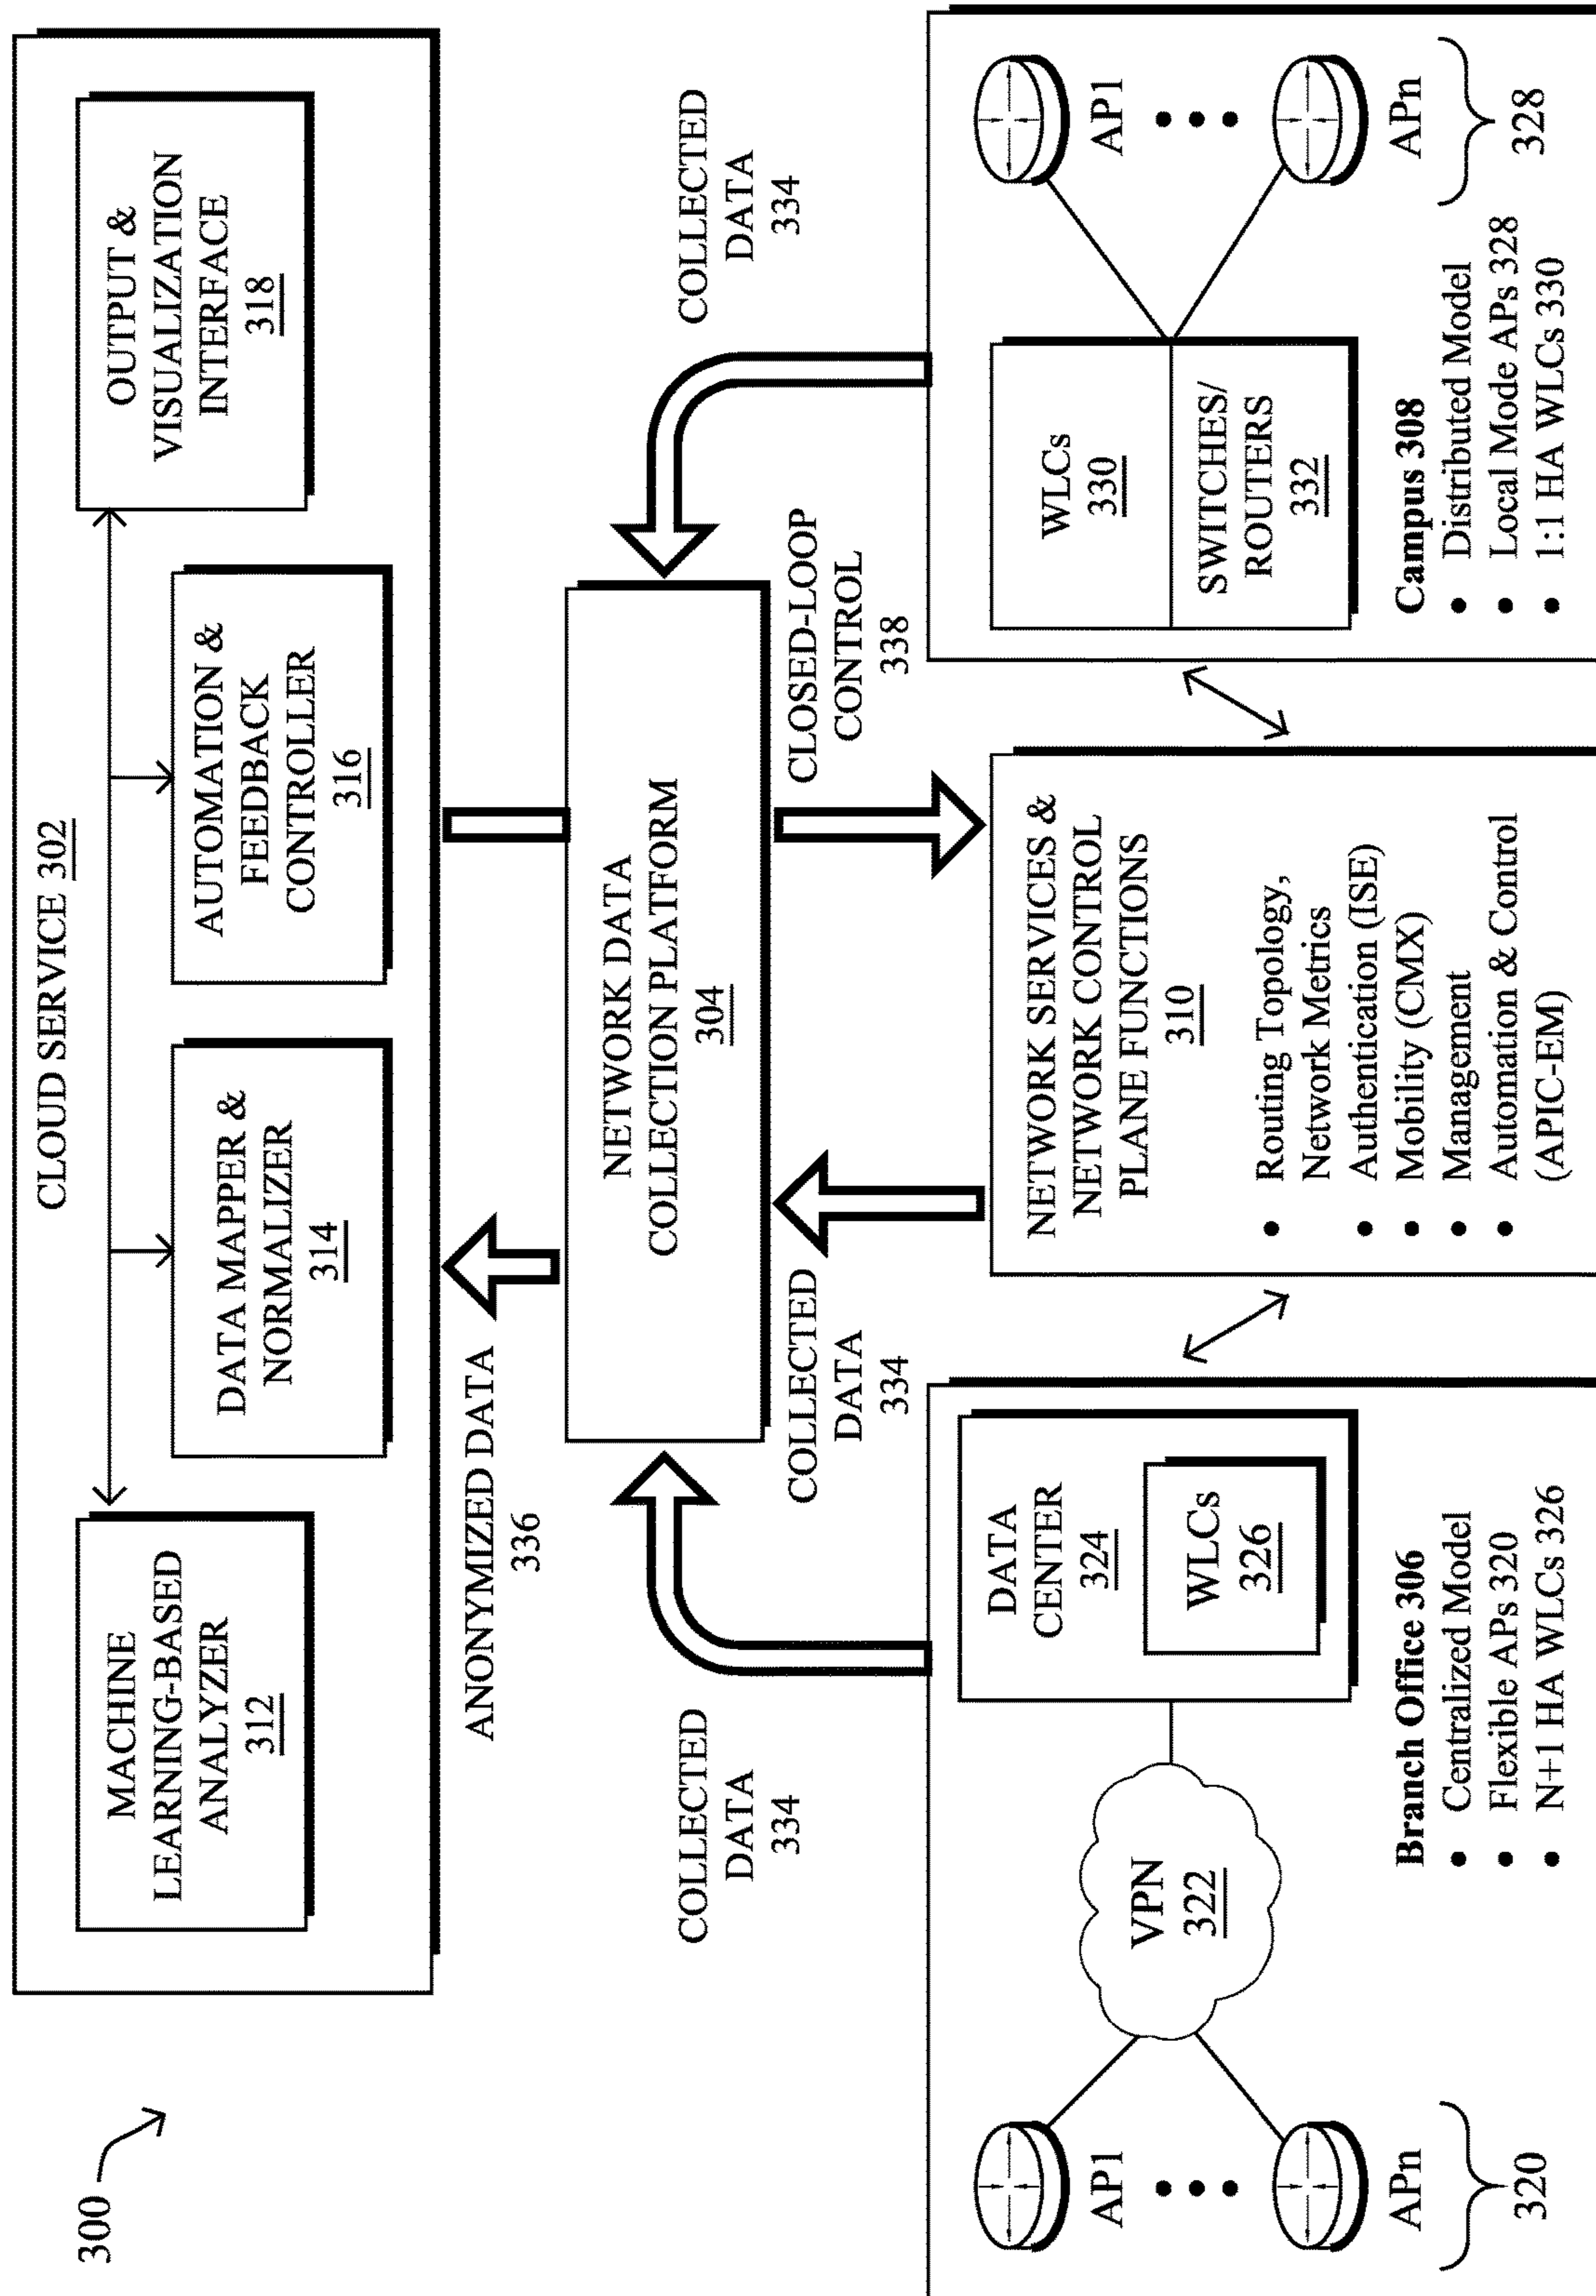 300
CLOUD SERVICE 302
MACHINE
LEARNING-BASED
ANALYZER
312
DATA MAPPER &
NORMALIZER
314
AUTOMATION &
FEEDBACK
CONTROLLER
316
OUTPUT &
VISUALIZATION
INTERFACE
318
ANONYMIZED DATA
336
COLLECTED
DATA
334
NETWORK DATA
COLLECTION PLATFORM
304
COLLECTED
DATA
334
COLLECTED
DATA
334
CLOSED-LOOP
CONTROL
338
AP1
APn
320
VPN
322
DATA
CENTER
324
WLCs
326
Branch Office 306
• Centralized Model
• Flexible APs 320
• N+1 HA WLCs 326
NETWORK SERVICES &
NETWORK CONTROL
PLANE FUNCTIONS
310
• Routing Topology,
Network Metrics
• Authentication (ISE)
• Mobility (CMX)
• Management
• Automation & Control
(APIC-EM)
WLCs
330
SWITCHES/
ROUTERS
332
Campus 308
• Distributed Model
• Local Mode APs 328
• 1:1 HA WLCs 330
AP1
APn
328